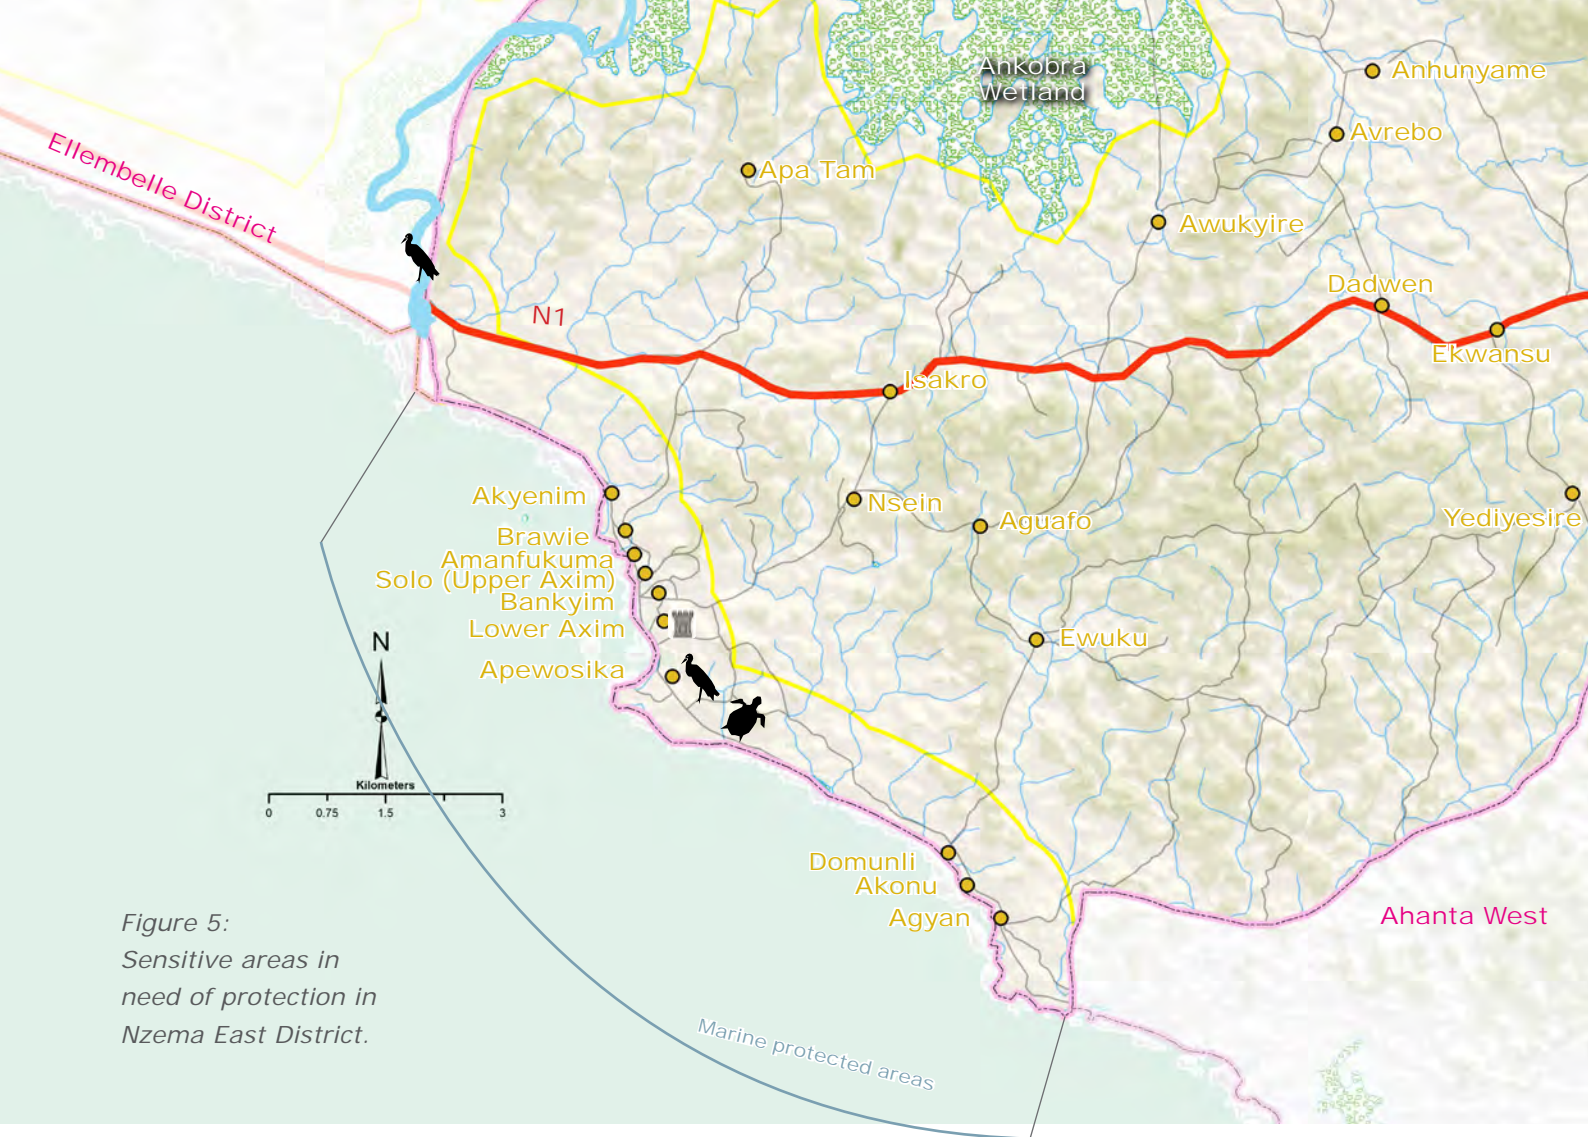 Ankobra
Wetland
Anhunyame
Avrebo
Ellembelle District
Apa Tam
Awukyire
Dadwen
N1
Ekwansu
Isakro
Akyenim
Nsein
Aguafo
Yediyesire
Brawie
Amanfukuma
Solo (Upper Axim)
Bankyim
Lower Axim
Ewuku
N
Apewosika
Kilometers
0 0.75 1.5 3
Domunli
Akonu
Agyan
Ahanta West
Figure 5:
Sensitive areas in
need of protection in
Nzema East District.
Marine protected areas